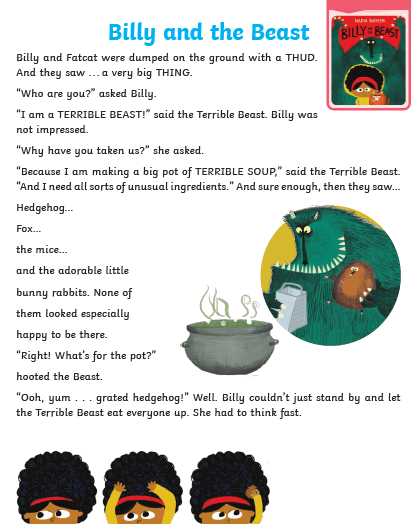 Billy and the Beast
NADIA SHIREEN
BILLY AND THE BEAST
Billy and Fatcat were dumped on the ground with a THUD.
And they saw ... a very big THING.
“Who are you?” asked Billy.
“I am a TERRIBLE BEAST!” said the Terrible Beast. Billy was
not impressed.
“Why have you taken us?” she asked.
“Because I am making a big pot of TERRIBLE SOUP,” said the Terrible Beast.
“And I need all sorts of unusual ingredients.” And sure enough, then they saw...
Hedgehog...
Fox...
the mice...
and the adorable little
bunny rabbits. None of
them looked especially
happy to be there.
“Right! What’s for the pot?”
hooted the Beast.
“Ooh, yum . . . grated hedgehog!” Well. Billy couldn’t just stand by and let
the Terrible Beast eat everyone up. She had to think fast.